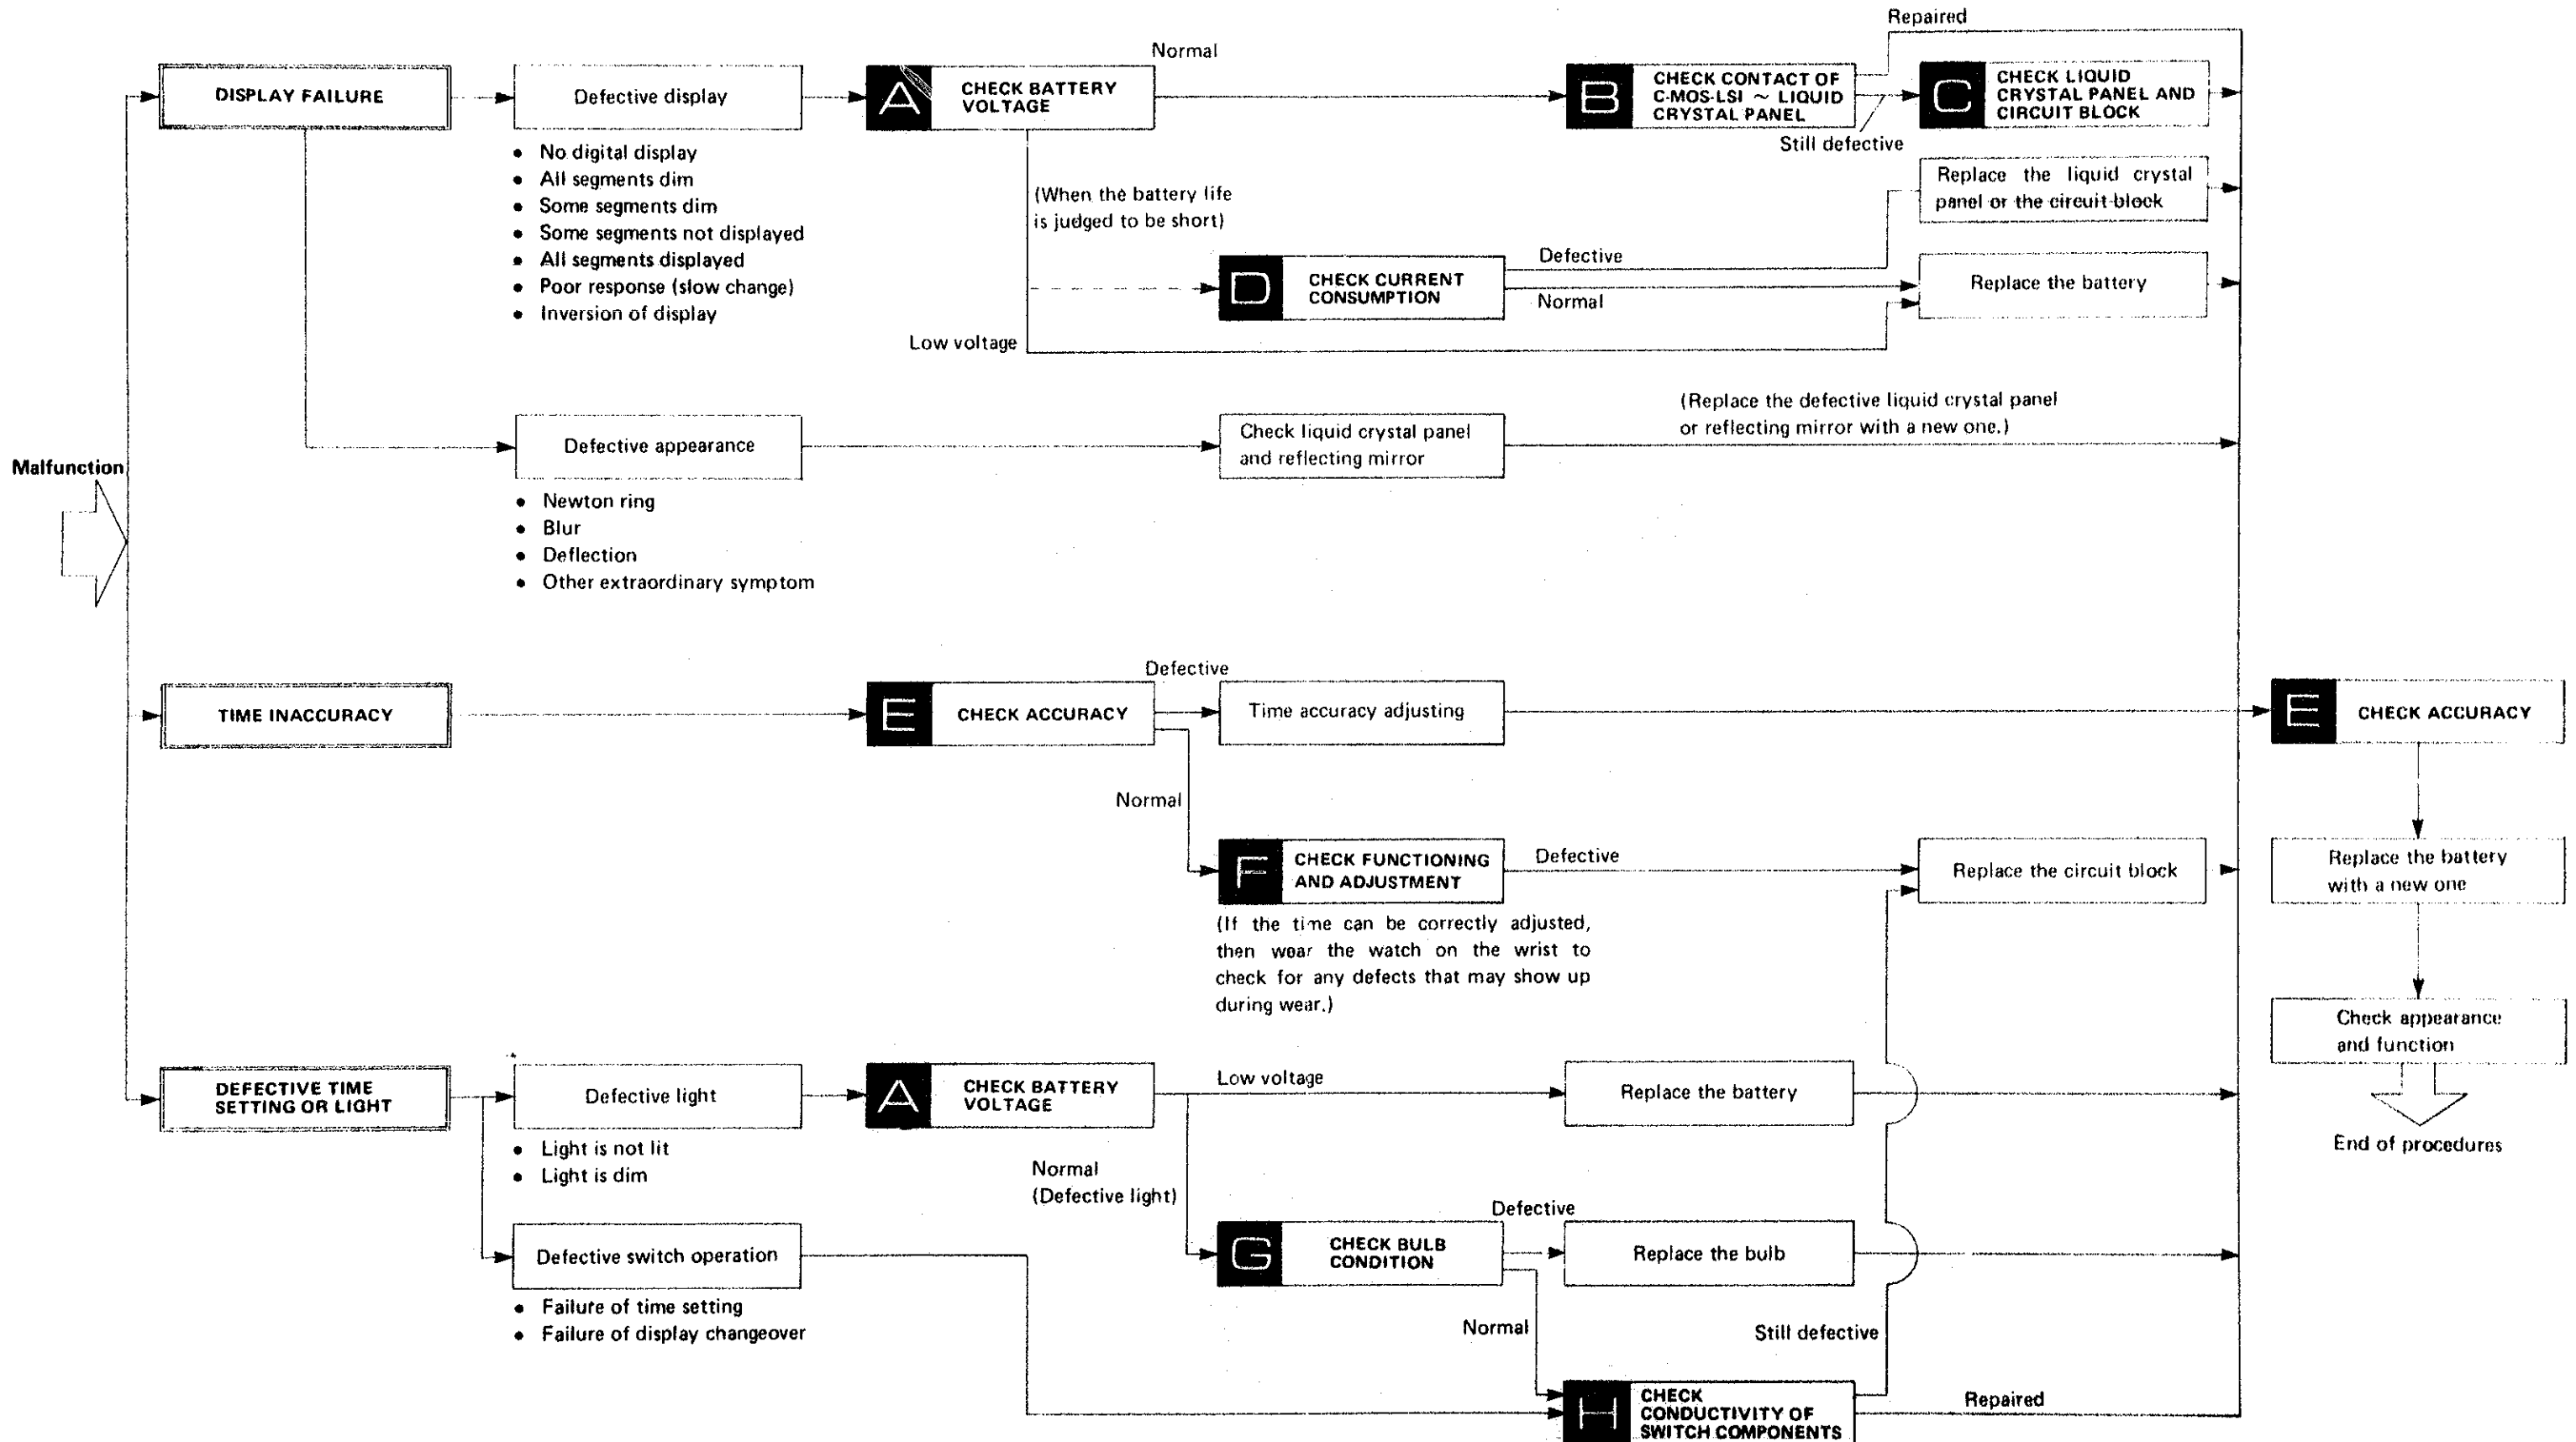 Malfunction
DISPLAY FAILURE
Defective display
• No digital display
• All segments dim
• Some segments dim
• Some segments not displayed
• All segments displayed
• Poor response (slow change)
• Inversion of display
A
CHECK BATTERY
VOLTAGE
Normal
(When the battery life
is judged to be short)
Low voltage
B
CHECK CONTACT OF
C-MOS-LSI ~ LIQUID
CRYSTAL PANEL
Repaired
Still defective
C
CHECK LIQUID
CRYSTAL PANEL AND
CIRCUIT BLOCK
D
CHECK CURRENT
CONSUMPTION
Defective
Normal
Replace the liquid crystal
panel or the circuit block
Replace the battery
Defective appearance
• Newton ring
• Blur
• Deflection
• Other extraordinary symptom
Check liquid crystal panel
and reflecting mirror
(Replace the defective liquid crystal panel
or reflecting mirror with a new one.)
TIME INACCURACY
E
CHECK ACCURACY
Defective
Time accuracy adjusting
Normal
F
CHECK FUNCTIONING
AND ADJUSTMENT
(If the time can be correctly adjusted,
then wear the watch on the wrist to
check for any defects that may show up
during wear.)
Defective
Replace the circuit block
DEFECTIVE TIME
SETTING OR LIGHT
Defective light
• Light is not lit
• Light is dim
A
CHECK BATTERY
VOLTAGE
Low voltage
Replace the battery
Normal
(Defective light)
G
CHECK BULB
CONDITION
Defective
Replace the bulb
Normal
Defective switch operation
• Failure of time setting
• Failure of display changeover
H
CHECK
CONDUCTIVITY OF
SWITCH COMPONENTS
Still defective
Repaired
E
CHECK ACCURACY
Replace the battery
with a new one
Check appearance
and function
End of procedures